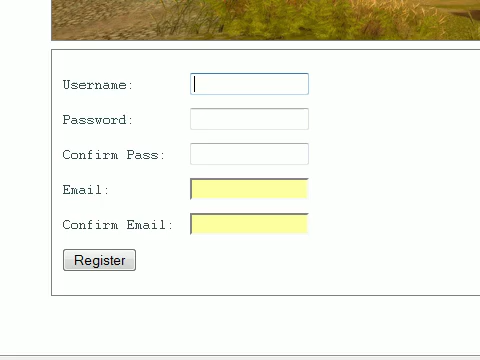 Username:
Password:
Confirm Pass:
Email:
Confirm Email:
Register